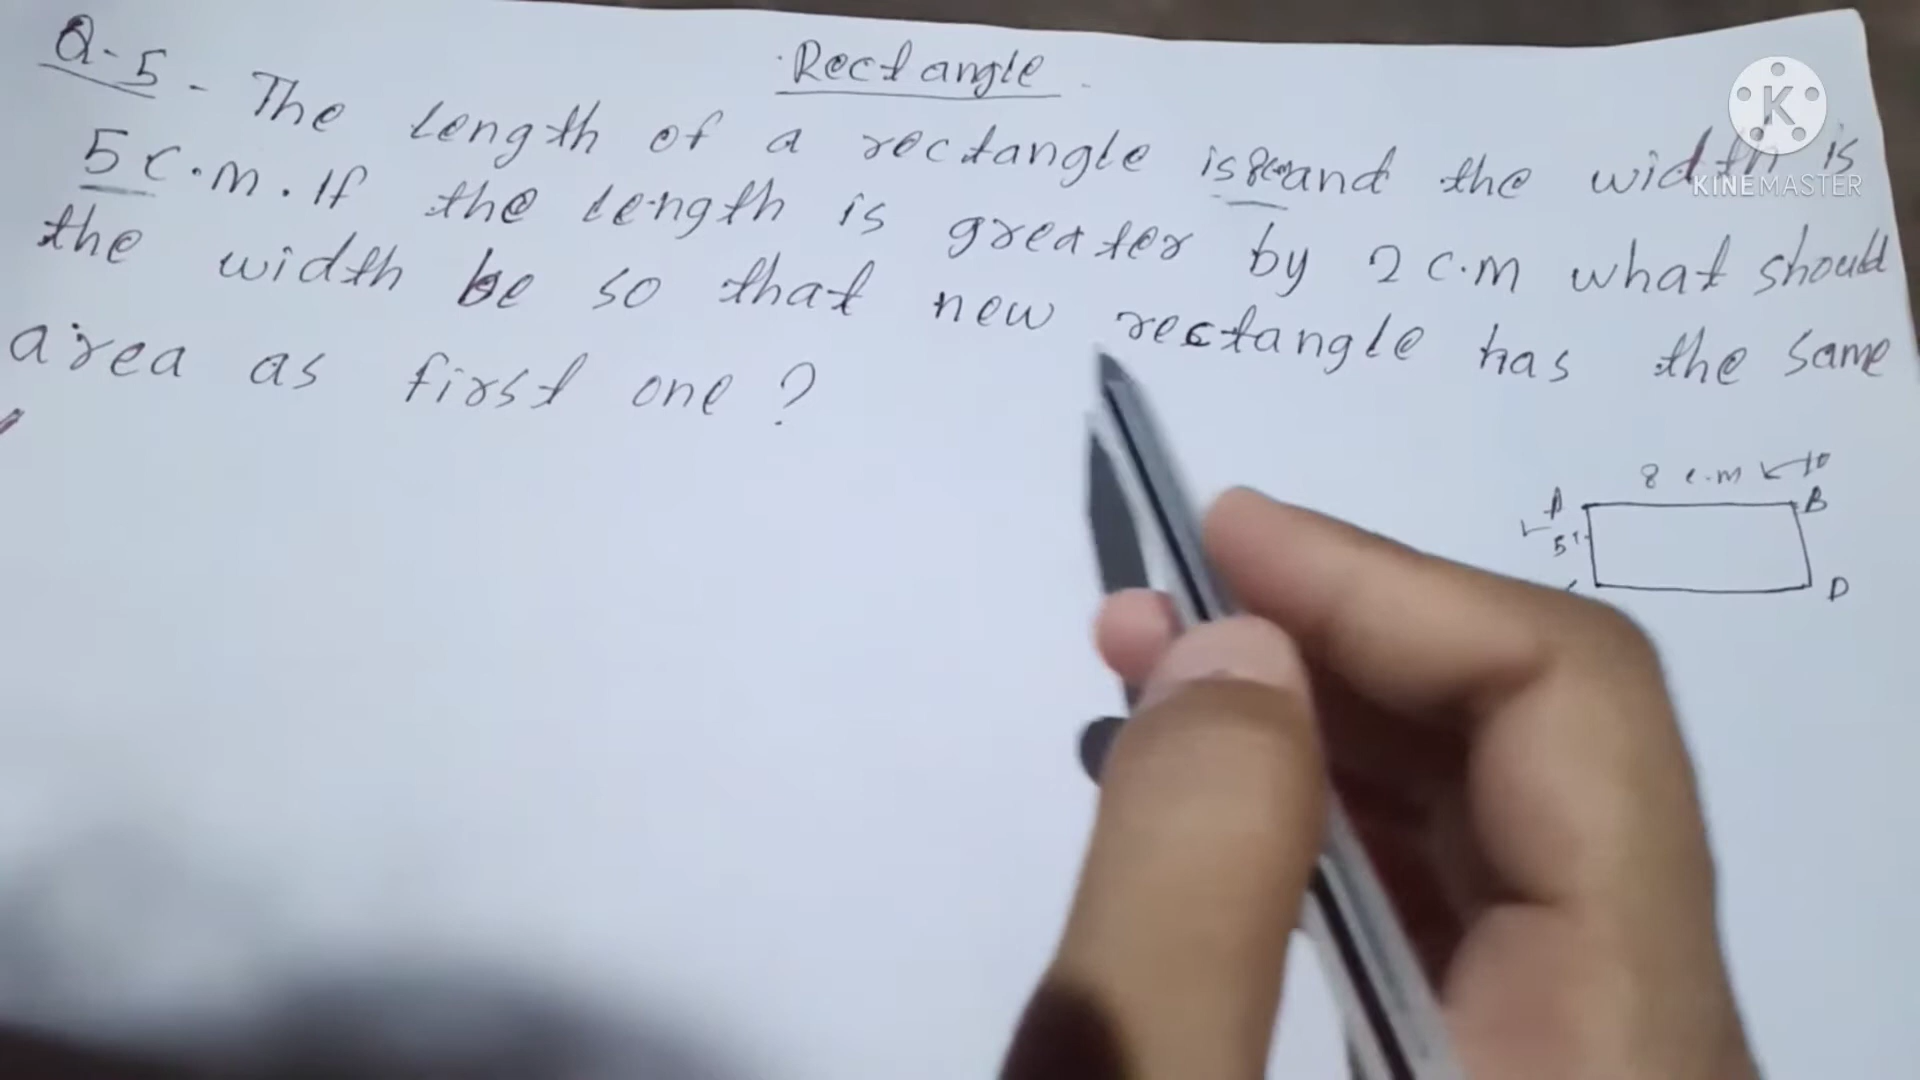 Rectangle
Q-5 - The length of a rectangle is 8cm and the width is
5 c.m. If the length is greater by 2 c.m what should
the width be so that new rectangle has the same
area as first one ?
8 c.m 10
A B
5
D
K
KINEMASTER